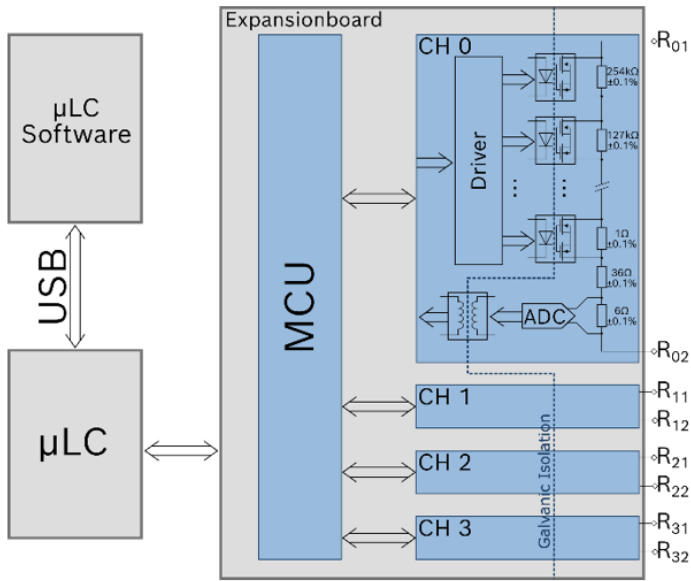 Expansionboard
µLC
Software
USB
µLC
MCU
CH 0
Driver
254kΩ
±0.1%
127kΩ
±0.1%
...
...
1Ω
±0.1%
36Ω
±0.1%
6Ω
±0.1%
ADC
R01
R02
CH 1
R11
R12
CH 2
R21
R22
CH 3
R31
R32
Galvanic Isolation